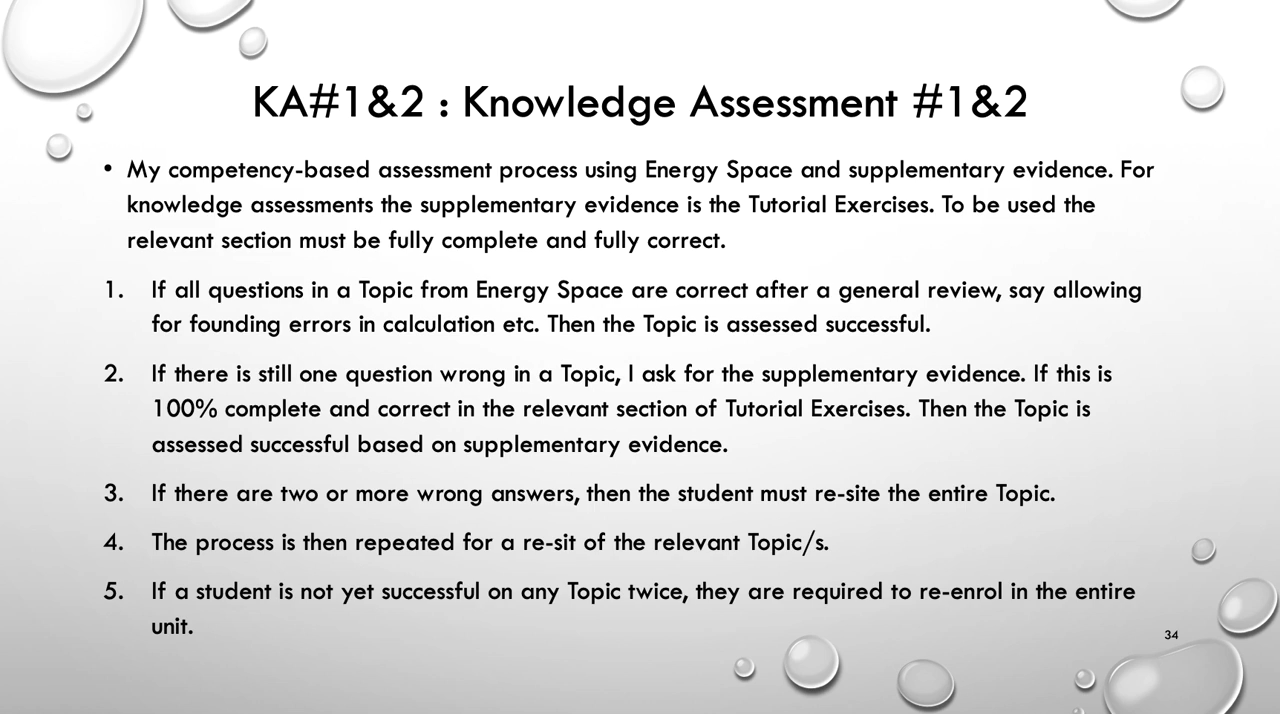 KA#1&2 : Knowledge Assessment #1&2
• My competency-based assessment process using Energy Space and supplementary evidence. For
knowledge assessments the supplementary evidence is the Tutorial Exercises. To be used the
relevant section must be fully complete and fully correct.
1. If all questions in a Topic from Energy Space are correct after a general review, say allowing
for founding errors in calculation etc. Then the Topic is assessed successful.
2. If there is still one question wrong in a Topic, I ask for the supplementary evidence. If this is
100% complete and correct in the relevant section of Tutorial Exercises. Then the Topic is
assessed successful based on supplementary evidence.
3. If there are two or more wrong answers, then the student must re-site the entire Topic.
4. The process is then repeated for a re-sit of the relevant Topic/s.
5. If a student is not yet successful on any Topic twice, they are required to re-enrol in the entire
unit.
34